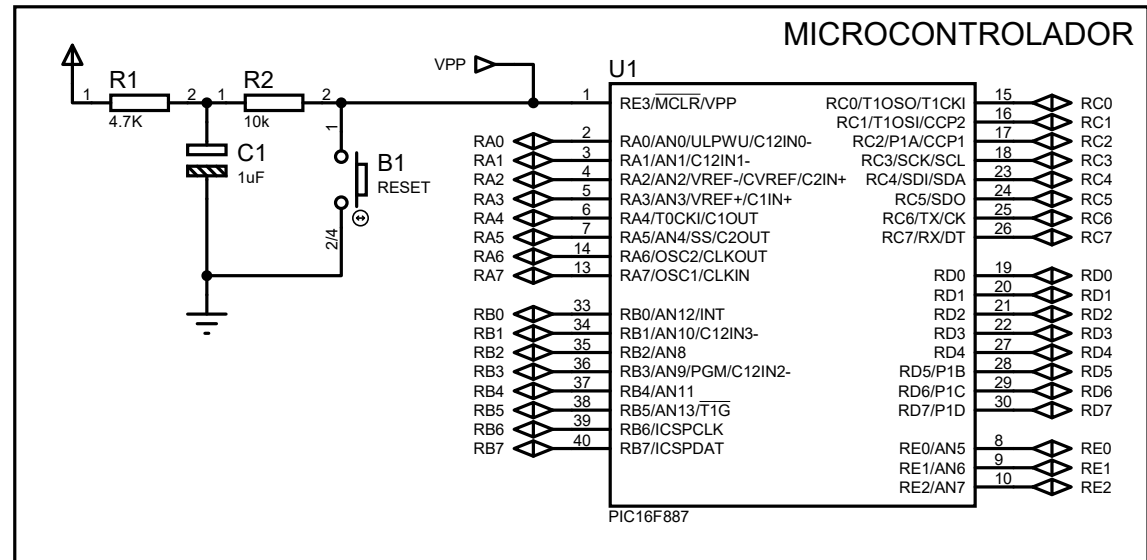 MICROCONTROLADOR
VPP
U1
1 R1 2 1 R2 2
4.7K 10k
C1
1uF
1
B1
RESET
2/4
1 RE3/MCLR/VPP
RA0 2 RA0/AN0/ULPWU/C12IN0-
RA1 3 RA1/AN1/C12IN1-
RA2 4 RA2/AN2/VREF-/CVREF/C2IN+
RA3 5 RA3/AN3/VREF+/C1IN+
RA4 6 RA4/T0CKI/C1OUT
RA5 7 RA5/AN4/SS/C2OUT
RA6 14 RA6/OSC2/CLKOUT
RA7 13 RA7/OSC1/CLKIN
RB0 33 RB0/AN12/INT
RB1 34 RB1/AN10/C12IN3-
RB2 35 RB2/AN8
RB3 36 RB3/AN9/PGM/C12IN2-
RB4 37 RB4/AN11
RB5 38 RB5/AN13/T1G
RB6 39 RB6/ICSPCLK
RB7 40 RB7/ICSPDAT
RC0/T1OSO/T1CKI 15 RC0
RC1/T1OSI/CCP2 16 RC1
RC2/P1A/CCP1 17 RC2
RC3/SCK/SCL 18 RC3
RC4/SDI/SDA 23 RC4
RC5/SDO 24 RC5
RC6/TX/CK 25 RC6
RC7/RX/DT 26 RC7
RD0 19 RD0
RD1 20 RD1
RD2 21 RD2
RD3 22 RD3
RD4 27 RD4
RD5/P1B 28 RD5
RD6/P1C 29 RD6
RD7/P1D 30 RD7
RE0/AN5 8 RE0
RE1/AN6 9 RE1
RE2/AN7 10 RE2
PIC16F887